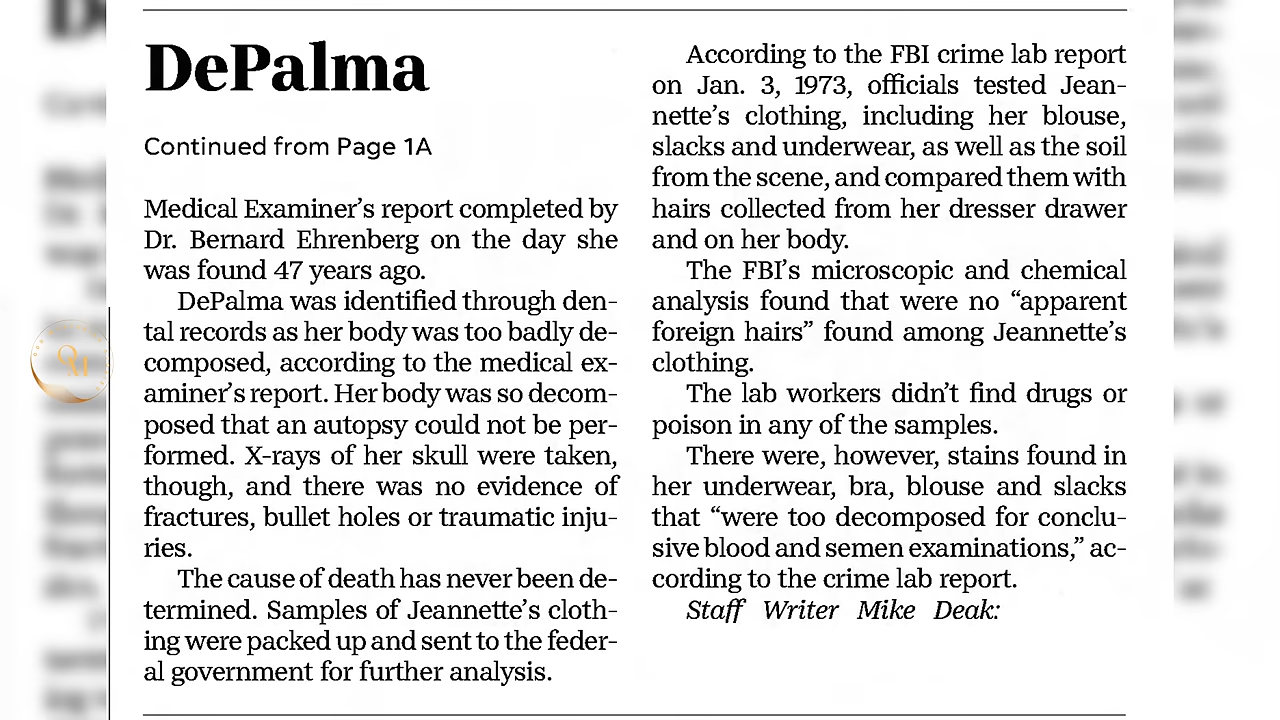 DePalma
Continued from Page 1A
Medical Examiner’s report completed by
Dr. Bernard Ehrenberg on the day she
was found 47 years ago.
DePalma was identified through den-
tal records as her body was too badly de-
composed, according to the medical ex-
aminer’s report. Her body was so decom-
posed that an autopsy could not be per-
formed. X-rays of her skull were taken,
though, and there was no evidence of
fractures, bullet holes or traumatic inju-
ries.
The cause of death has never been de-
termined. Samples of Jeannette’s cloth-
ing were packed up and sent to the feder-
al government for further analysis.
According to the FBI crime lab report
on Jan. 3, 1973, officials tested Jean-
nette’s clothing, including her blouse,
slacks and underwear, as well as the soil
from the scene, and compared them with
hairs collected from her dresser drawer
and on her body.
The FBI’s microscopic and chemical
analysis found that were no “apparent
foreign hairs” found among Jeannette’s
clothing.
The lab workers didn’t find drugs or
poison in any of the samples.
There were, however, stains found in
her underwear, bra, blouse and slacks
that “were too decomposed for conclu-
sive blood and semen examinations,” ac-
cording to the crime lab report.
Staff Writer Mike Deak: